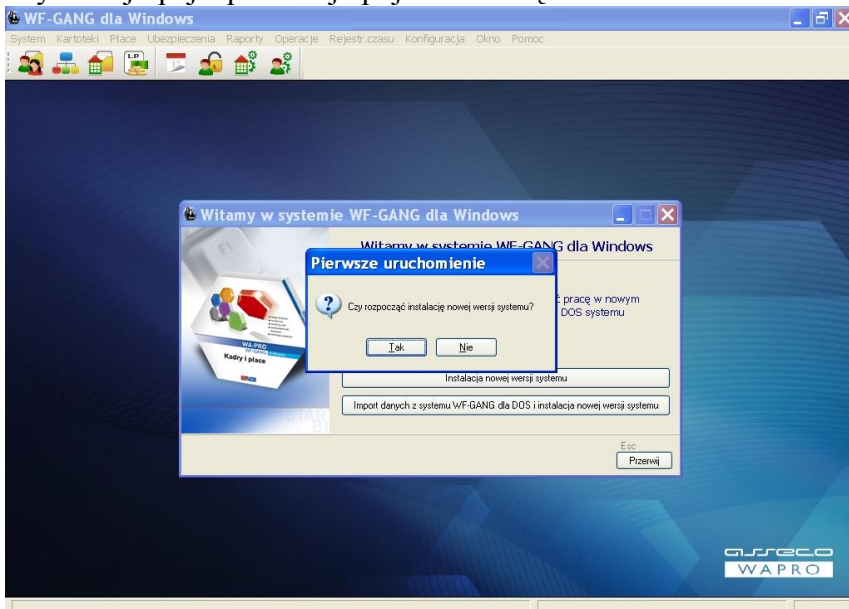 WF-GANG dla Windows
System Kartoteki Płace Ubezpieczenia Raporty Operacje Rejestr.czasu Konfiguracja Okno Pomoc
Witamy w systemie WF-GANG dla Windows
Witamy w systemie WF-GANG dla Windows
Pierwsze uruchomienie
Czy rozpocząć instalację nowej wersji systemu?
pracę w nowym
DOS systemu
Tak Nie
WA-PRO
Kadry i płace
Instalacja nowej wersji systemu
Import danych z systemu WF-GANG dla DOS i instalacja nowej wersji systemu
Esc
Przerwij
asseco
WAPRO